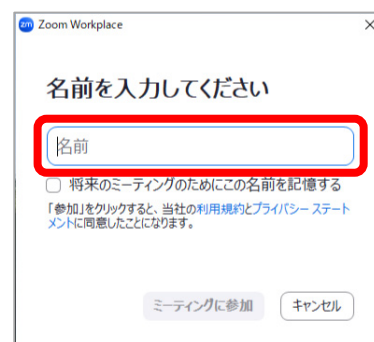 zm Zoom Workplace
名前を入力してください
名前
将来のミーティングのためにこの名前を記憶する
「参加」をクリックすると、当社の利用規約とプライバシー ステート
メントに同意したことになります。
ミーティングに参加 キャンセル